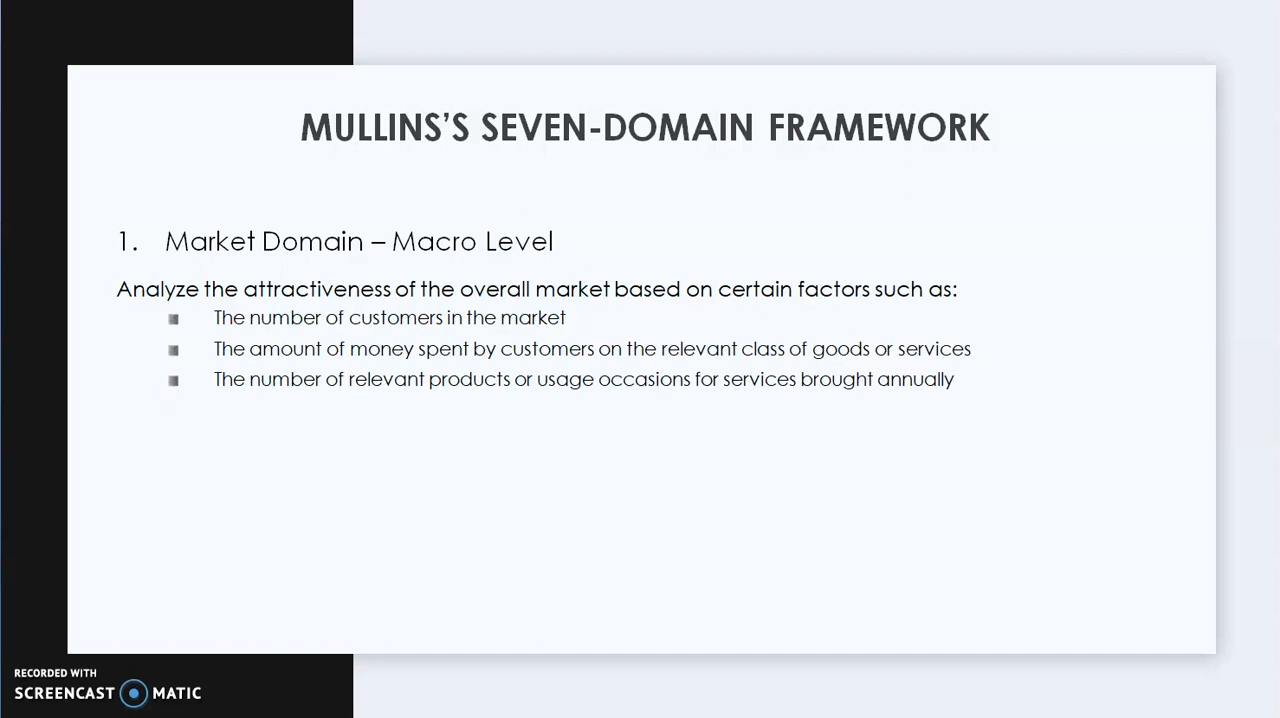 MULLINS’S SEVEN-DOMAIN FRAMEWORK
1. Market Domain – Macro Level
Analyze the attractiveness of the overall market based on certain factors such as:
The number of customers in the market
The amount of money spent by customers on the relevant class of goods or services
The number of relevant products or usage occasions for services brought annually
RECORDED WITH
SCREENCAST MATIC